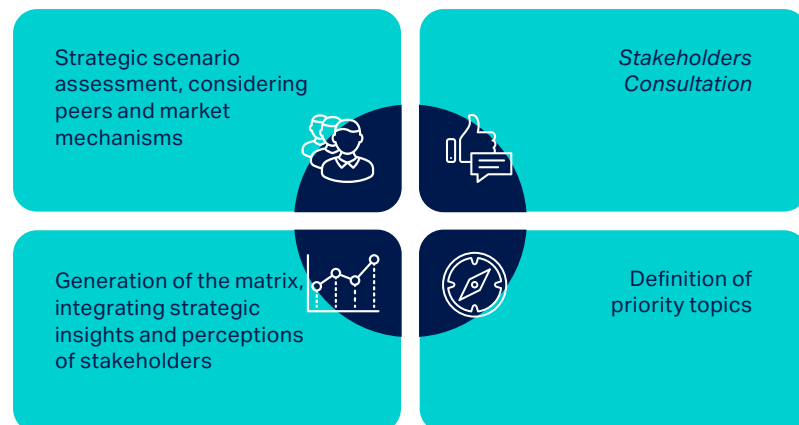 Strategic scenario
assessment, considering
peers and market
mechanisms
Stakeholders
Consultation
Generation of the matrix,
integrating strategic
insights and perceptions
of stakeholders
Definition of
priority topics